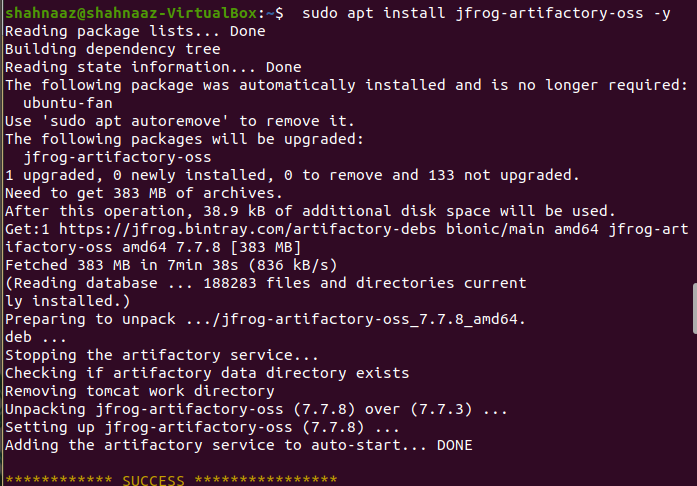 shahnaaz@shahnaaz-VirtualBox:~$  sudo apt install jfrog-artifactory-oss -y
Reading package lists... Done
Building dependency tree
Reading state information... Done
The following package was automatically installed and is no longer required:
  ubuntu-fan
Use 'sudo apt autoremove' to remove it.
The following packages will be upgraded:
  jfrog-artifactory-oss
1 upgraded, 0 newly installed, 0 to remove and 133 not upgraded.
Need to get 383 MB of archives.
After this operation, 38.9 kB of additional disk space will be used.
Get:1 https://jfrog.bintray.com/artifactory-debs bionic/main amd64 jfrog-art
ifactory-oss amd64 7.7.8 [383 MB]
Fetched 383 MB in 7min 38s (836 kB/s)
(Reading database ... 188283 files and directories current
ly installed.)
Preparing to unpack .../jfrog-artifactory-oss_7.7.8_amd64.
deb ...
Stopping the artifactory service...
Checking if artifactory data directory exists
Removing tomcat work directory
Unpacking jfrog-artifactory-oss (7.7.8) over (7.7.3) ...
Setting up jfrog-artifactory-oss (7.7.8) ...
Adding the artifactory service to auto-start... DONE

************ SUCCESS ****************